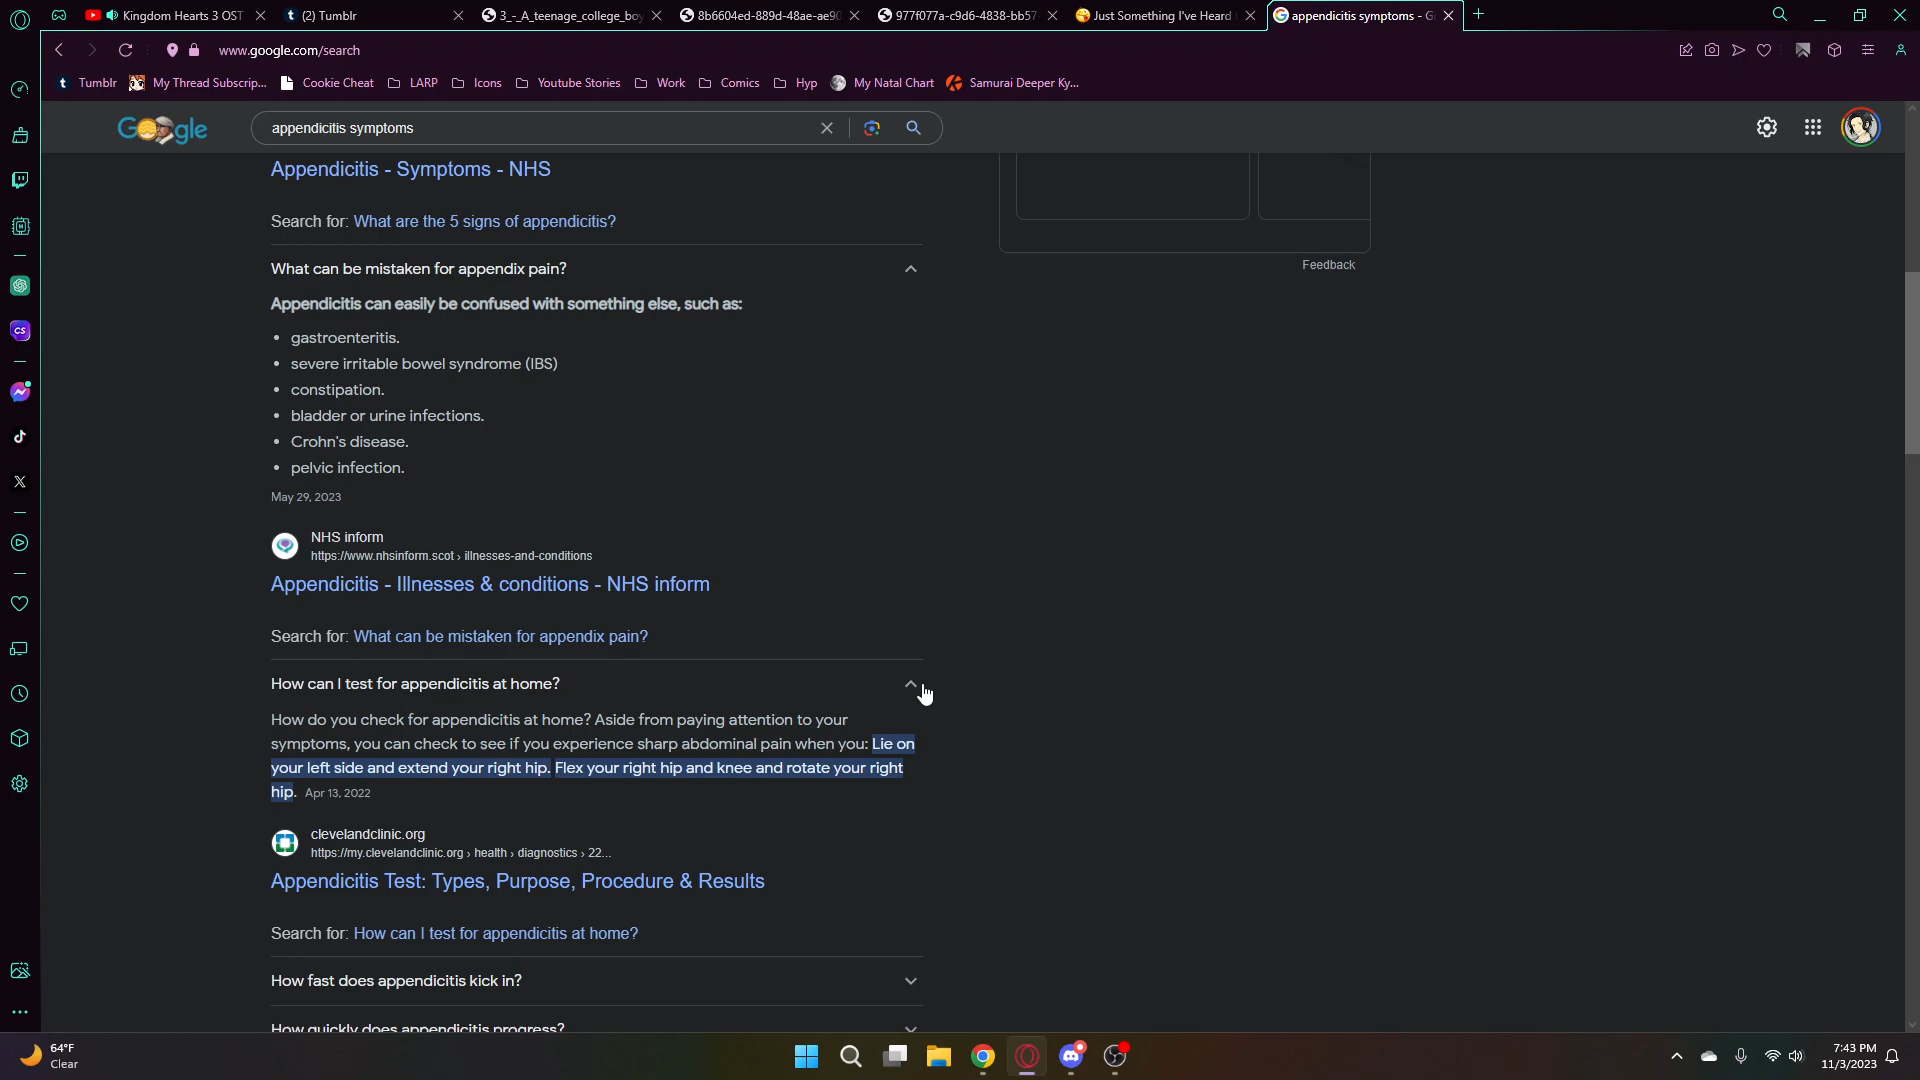 Kingdom Hearts 3 OST
(2) Tumblr
3_-_A_teenage_college_boy
8b6604ed-889d-48ae-ae90
977f077a-c9d6-4838-bb57
Just Something I've Heard
appendicitis symptoms - G
www.google.com/search
Tumblr
My Thread Subscrip...
Cookie Cheat
LARP
Icons
Youtube Stories
Work
Comics
Hyp
My Natal Chart
Samurai Deeper Ky...
Google
appendicitis symptoms
Appendicitis - Symptoms - NHS
Search for: What are the 5 signs of appendicitis?
Feedback
What can be mistaken for appendix pain?
Appendicitis can easily be confused with something else, such as:
• gastroenteritis.
• severe irritable bowel syndrome (IBS)
• constipation.
• bladder or urine infections.
• Crohn's disease.
• pelvic infection.
May 29, 2023
NHS inform
https://www.nhsinform.scot › illnesses-and-conditions
Appendicitis - Illnesses & conditions - NHS inform
Search for: What can be mistaken for appendix pain?
How can I test for appendicitis at home?
How do you check for appendicitis at home? Aside from paying attention to your
symptoms, you can check to see if you experience sharp abdominal pain when you: Lie on
your left side and extend your right hip. Flex your right hip and knee and rotate your right
hip. Apr 13, 2022
clevelandclinic.org
https://my.clevelandclinic.org › health › diagnostics › 22...
Appendicitis Test: Types, Purpose, Procedure & Results
Search for: How can I test for appendicitis at home?
How fast does appendicitis kick in?
How quickly does appendicitis progress?
64°F
Clear
7:43 PM
11/3/2023
CS